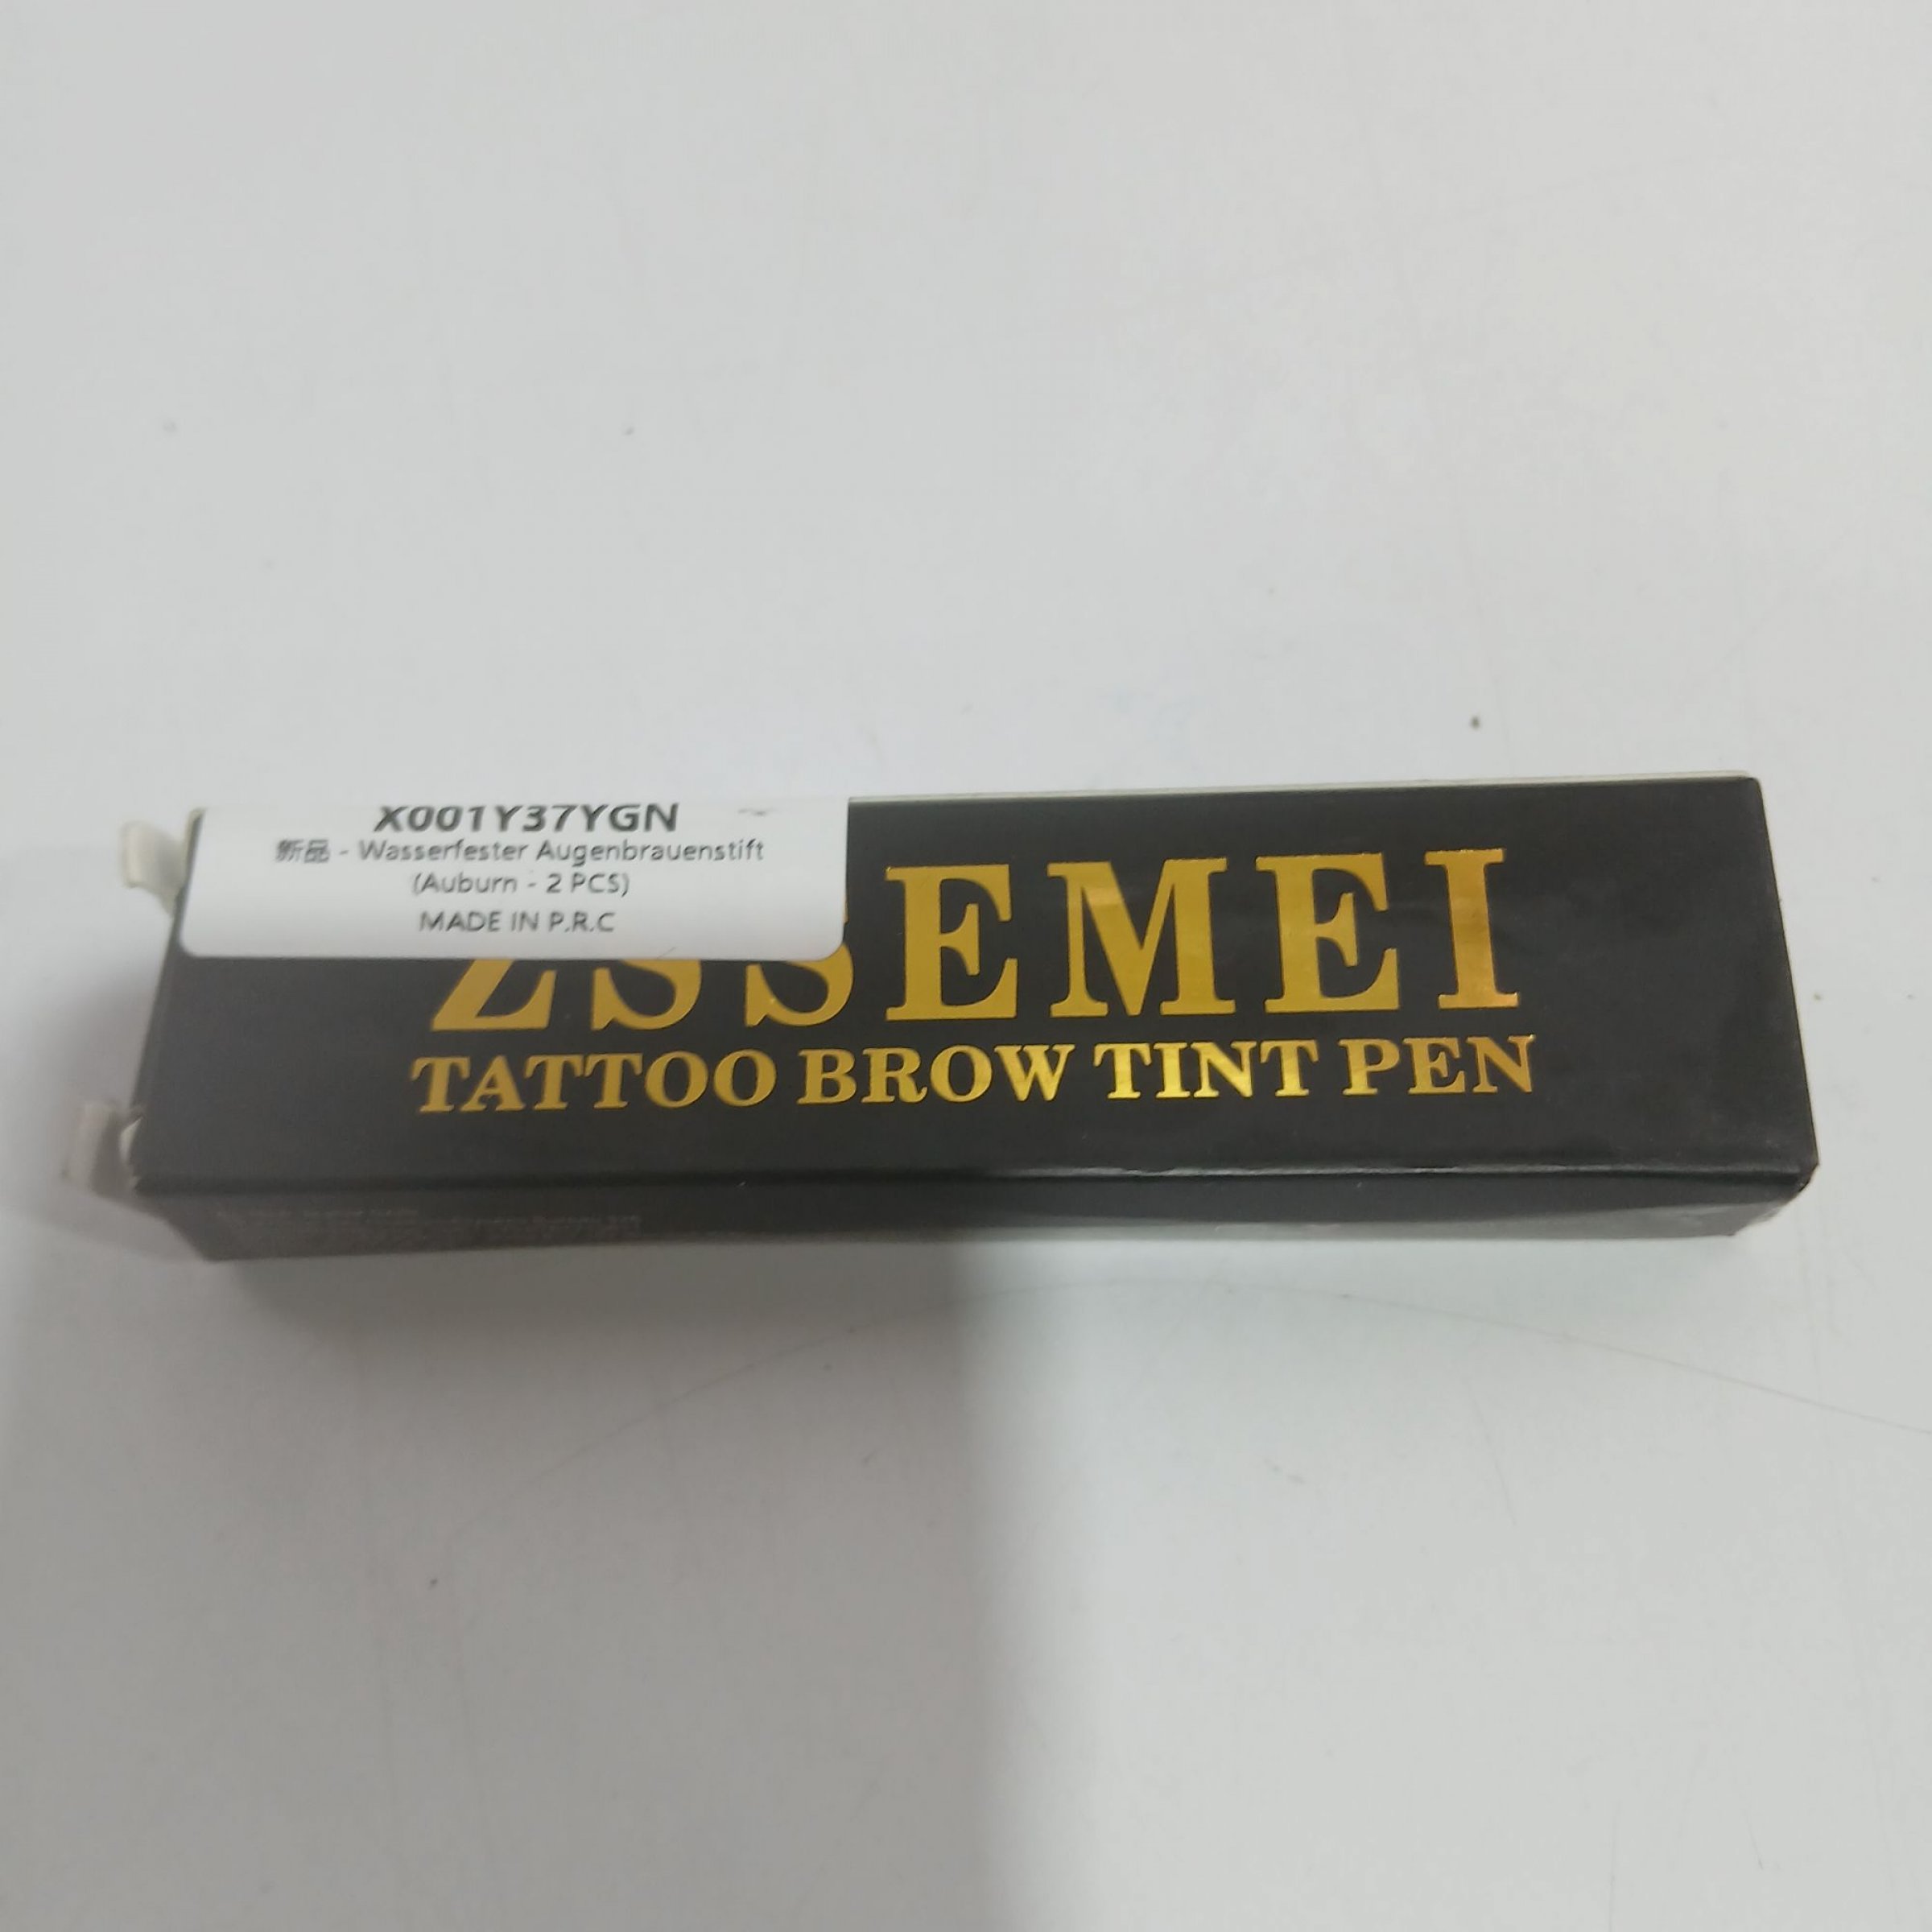 X001Y37YGN
新品 - Wasserfester Augenbrauenstift
(Auburn - 2 PCS)
MADE IN P.R.C
ZSSEMEI
TATTOO BROW TINT PEN